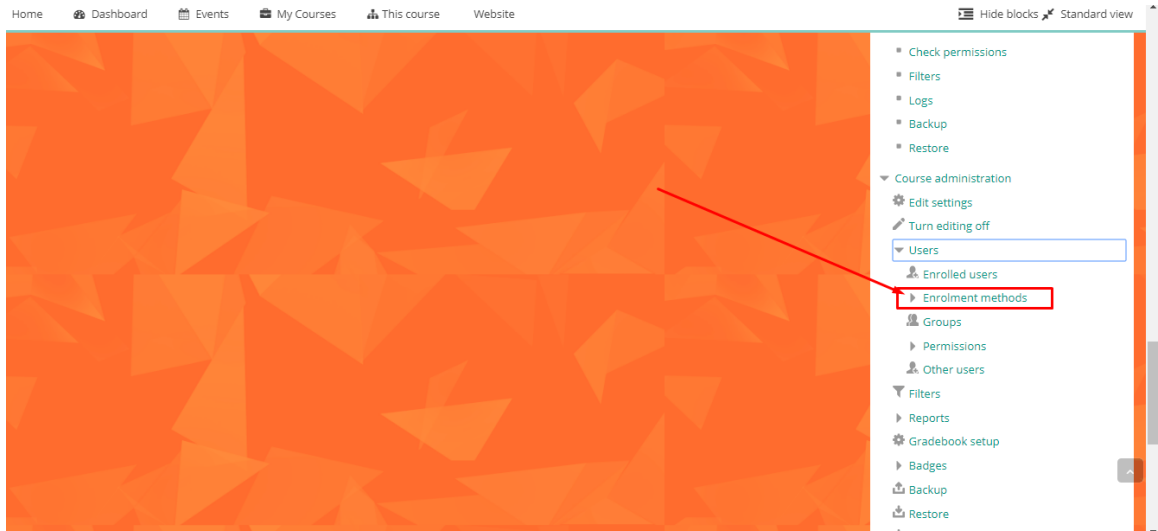 Home Dashboard Events My Courses This course Website Hide blocks Standard view
Check permissions
Filters
Logs
Backup
Restore
Course administration
Edit settings
Turn editing off
Users
Enrolled users
Enrolment methods
Groups
Permissions
Other users
Filters
Reports
Gradebook setup
Badges
Backup
Restore